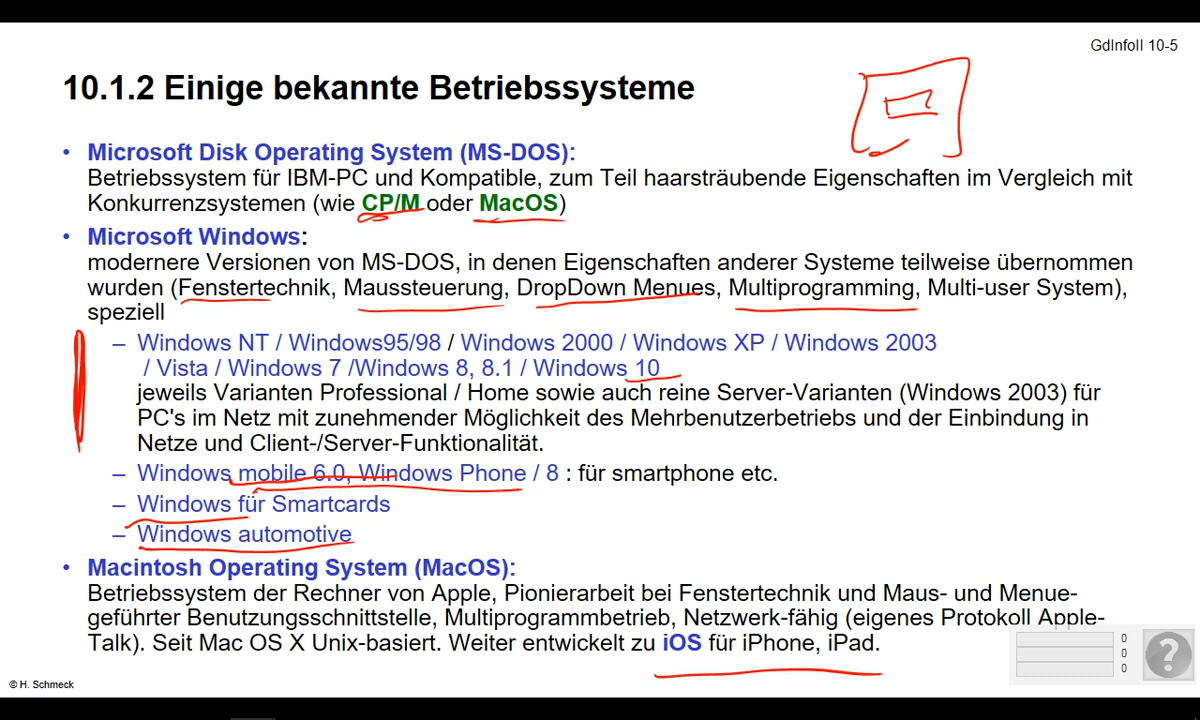 GdInfoII 10-5
10.1.2 Einige bekannte Betriebssysteme
• Microsoft Disk Operating System (MS-DOS):
Betriebssystem für IBM-PC und Kompatible, zum Teil haarsträubende Eigenschaften im Vergleich mit
Konkurrenzsystemen (wie CP/M oder MacOS)
• Microsoft Windows:
modernere Versionen von MS-DOS, in denen Eigenschaften anderer Systeme teilweise übernommen
wurden (Fenstertechnik, Maussteuerung, DropDown Menues, Multiprogramming, Multi-user System),
speziell
– Windows NT / Windows95/98 / Windows 2000 / Windows XP / Windows 2003
/ Vista / Windows 7 /Windows 8, 8.1 / Windows 10
jeweils Varianten Professional / Home sowie auch reine Server-Varianten (Windows 2003) für
PC's im Netz mit zunehmender Möglichkeit des Mehrbenutzerbetriebs und der Einbindung in
Netze und Client-/Server-Funktionalität.
– Windows mobile 6.0, Windows Phone / 8 : für smartphone etc.
– Windows für Smartcards
– Windows automotive
• Macintosh Operating System (MacOS):
Betriebssystem der Rechner von Apple, Pionierarbeit bei Fenstertechnik und Maus- und Menue-
geführter Benutzungsschnittstelle, Multiprogrammbetrieb, Netzwerk-fähig (eigenes Protokoll Apple-
Talk). Seit Mac OS X Unix-basiert. Weiter entwickelt zu iOS für iPhone, iPad.
0
0
0
?
© H. Schmeck